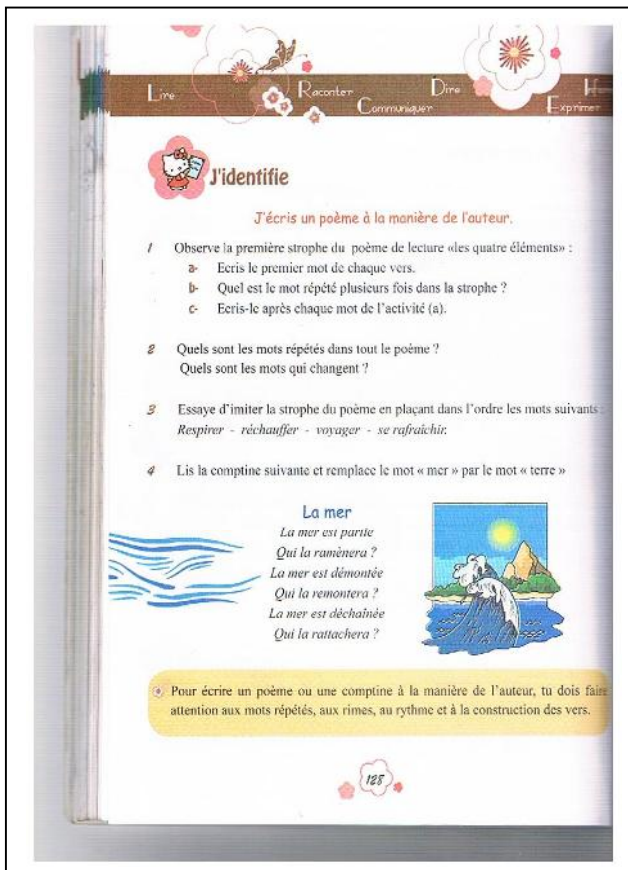 Lire Raconter Dire
Communiquer Exprimer
J'identifie
J'écris un poème à la manière de l'auteur.
1 Observe la première strophe du poème de lecture «les quatre éléments» :
a- Ecris le premier mot de chaque vers.
b- Quel est le mot répété plusieurs fois dans la strophe ?
c- Ecris-le après chaque mot de l'activité (a).
2 Quels sont les mots répétés dans tout le poème ?
Quels sont les mots qui changent ?
3 Essaye d'imiter la strophe du poème en plaçant dans l'ordre les mots suivants :
Respirer - réchauffer - voyager - se rafraîchir.
4 Lis la comptine suivante et remplace le mot « mer » par le mot « terre »
La mer
La mer est partie
Qui la ramènera ?
La mer est démontée
Qui la remontera ?
La mer est déchaînée
Qui la rattachera ?
Pour écrire un poème ou une comptine à la manière de l'auteur, tu dois faire
attention aux mots répétés, aux rimes, au rythme et à la construction des vers.
128